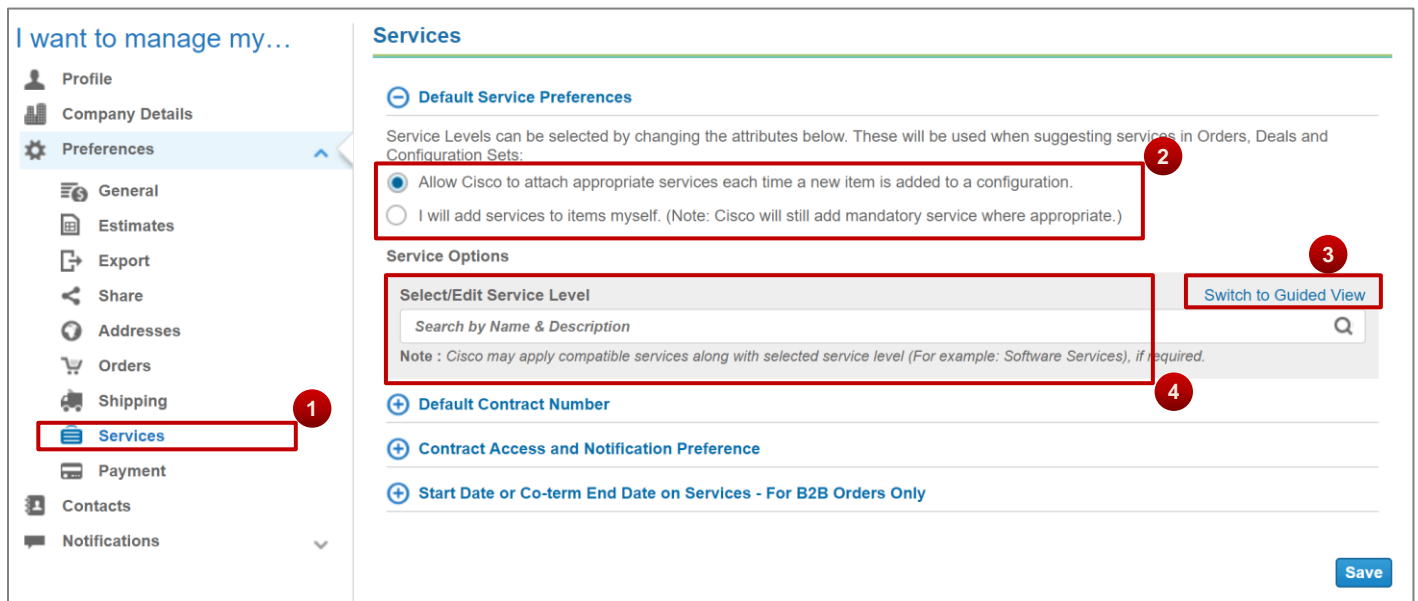 I want to manage my…
Profile
Company Details
Preferences
General
Estimates
Export
Share
Addresses
Orders
Shipping
1
Services
Payment
Contacts
Notifications
Services
Default Service Preferences
Service Levels can be selected by changing the attributes below. These will be used when suggesting services in Orders, Deals and
Configuration Sets:
2
Allow Cisco to attach appropriate services each time a new item is added to a configuration.
I will add services to items myself. (Note: Cisco will still add mandatory service where appropriate.)
Service Options
3
Select/Edit Service Level
Switch to Guided View
Search by Name & Description
Note : Cisco may apply compatible services along with selected service level (For example: Software Services), if required.
4
Default Contract Number
Contract Access and Notification Preference
Start Date or Co-term End Date on Services - For B2B Orders Only
Save